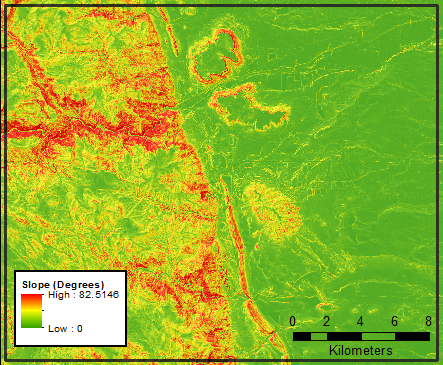 Slope (Degrees)
High : 82.5146
Low : 0
0 2 4 6 8
Kilometers